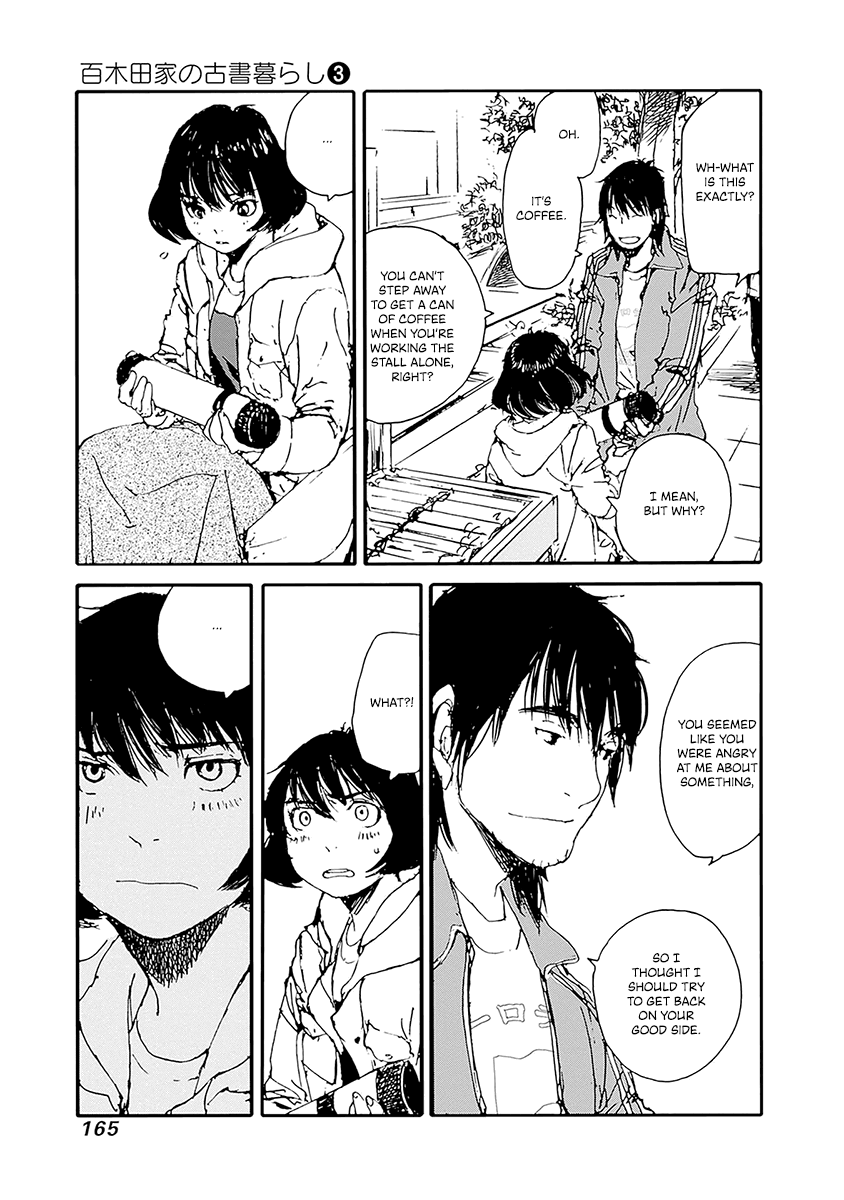 百木田家の古書暮らし❸
WH-WHAT
IS THIS
EXACTLY?
OH.
IT'S
COFFEE.
YOU CAN'T
STEP AWAY
TO GET A CAN
OF COFFEE
WHEN YOU'RE
WORKING THE
STALL ALONE,
RIGHT?
I MEAN,
BUT WHY?
...
YOU SEEMED
LIKE YOU
WERE ANGRY
AT ME ABOUT
SOMETHING,
SO I
THOUGHT I
SHOULD TRY
TO GET BACK
ON YOUR
GOOD SIDE.
WHAT?!
...
165